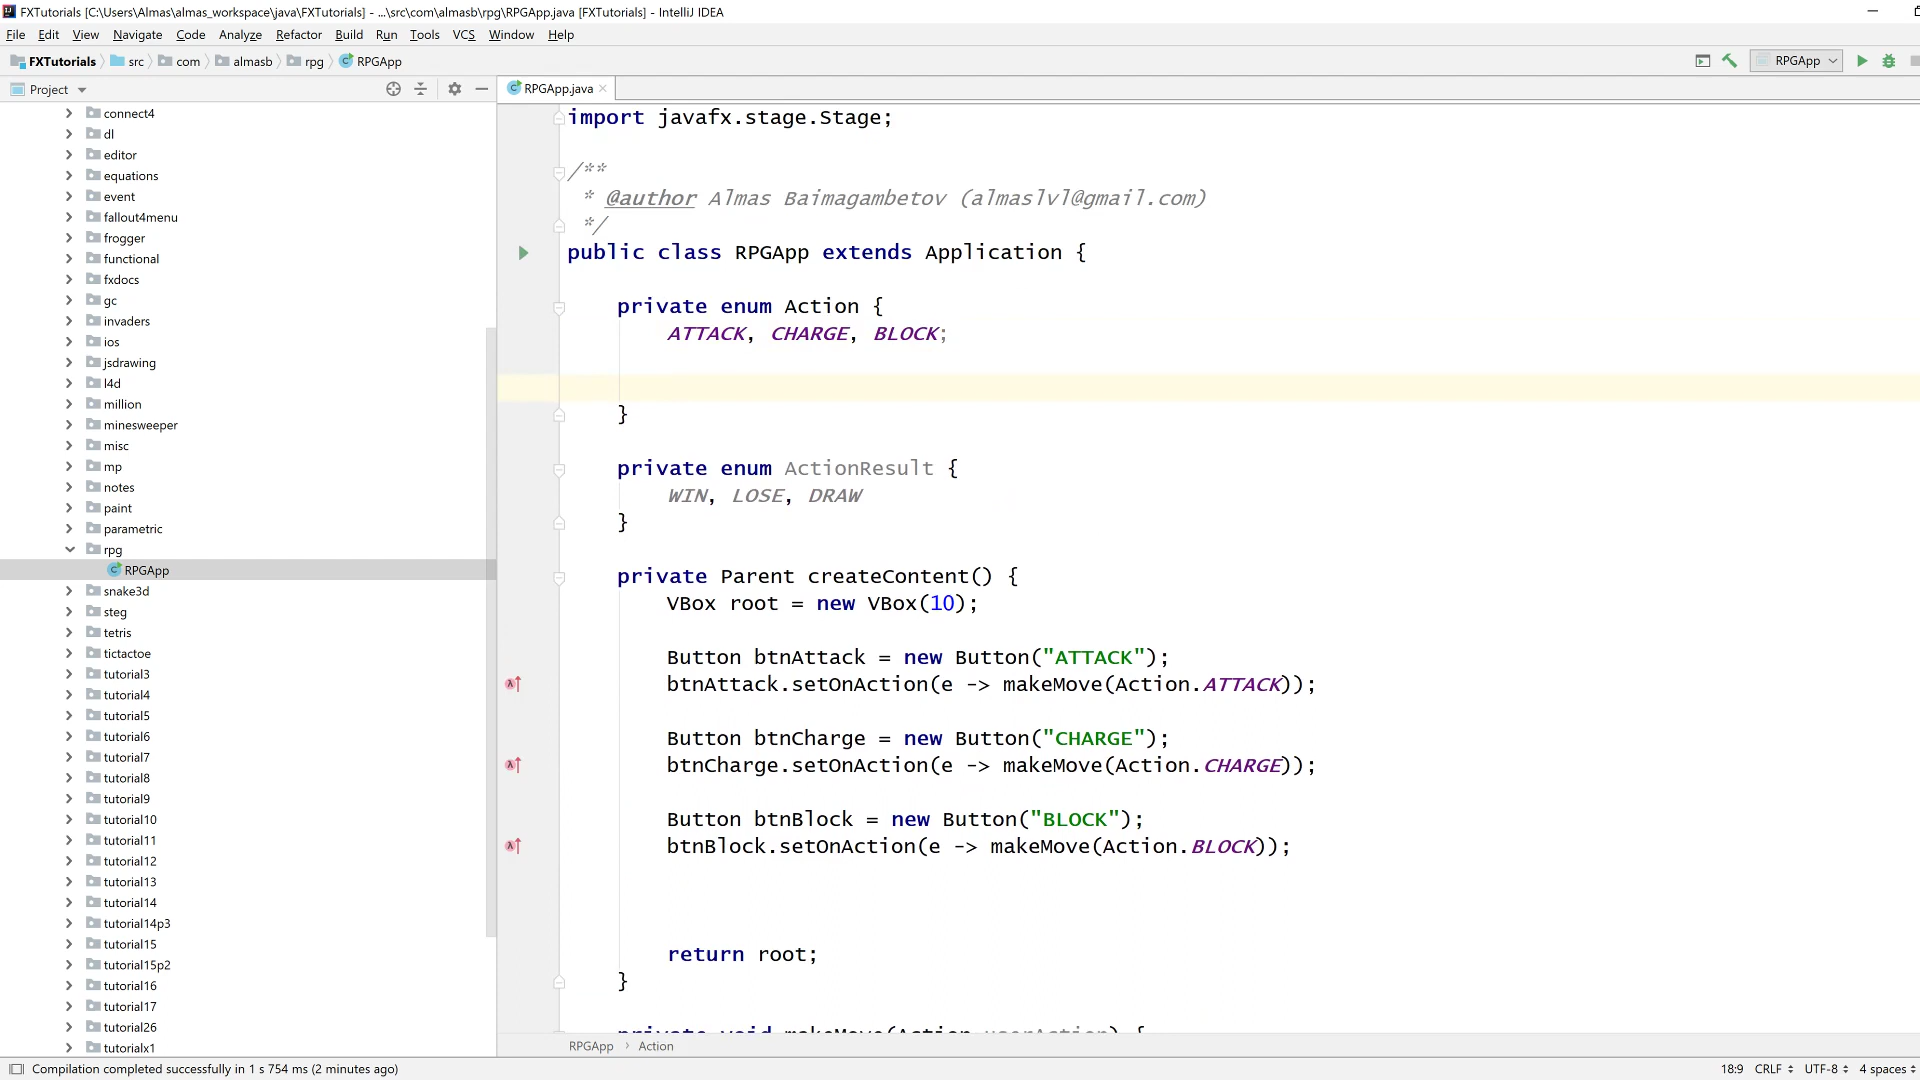 FXTutorials [C:\Users\Almas\almas_workspace\java\FXTutorials] - ...\src\com\almasb\rpg\RPGApp.java [FXTutorials] - IntelliJ IDEA
File Edit View Navigate Code Analyze Refactor Build Run Tools VCS Window Help
FXTutorials src com almasb rpg RPGApp
RPGApp
Project
connect4
dl
editor
equations
event
fallout4menu
frogger
functional
fxdocs
gc
invaders
ios
jsdrawing
l4d
million
minesweeper
misc
mp
notes
paint
parametric
rpg
RPGApp
snake3d
steg
tetris
tictactoe
tutorial3
tutorial4
tutorial5
tutorial6
tutorial7
tutorial8
tutorial9
tutorial10
tutorial11
tutorial12
tutorial13
tutorial14
tutorial14p3
tutorial15
tutorial15p2
tutorial16
tutorial17
tutorial26
tutorialx1
RPGApp.java
import javafx.stage.Stage;
/**
* @author Almas Baimagambetov (almaslvl@gmail.com)
*/
public class RPGApp extends Application {
private enum Action {
ATTACK, CHARGE, BLOCK;
}
private enum ActionResult {
WIN, LOSE, DRAW
}
private Parent createContent() {
VBox root = new VBox(10);
Button btnAttack = new Button("ATTACK");
btnAttack.setOnAction(e -> makeMove(Action.ATTACK));
Button btnCharge = new Button("CHARGE");
btnCharge.setOnAction(e -> makeMove(Action.CHARGE));
Button btnBlock = new Button("BLOCK");
btnBlock.setOnAction(e -> makeMove(Action.BLOCK));
return root;
}
private void makeMove(Action userAction) {
RPGApp › Action
Compilation completed successfully in 1 s 754 ms (2 minutes ago)
18:9 CRLF UTF-8 4 spaces